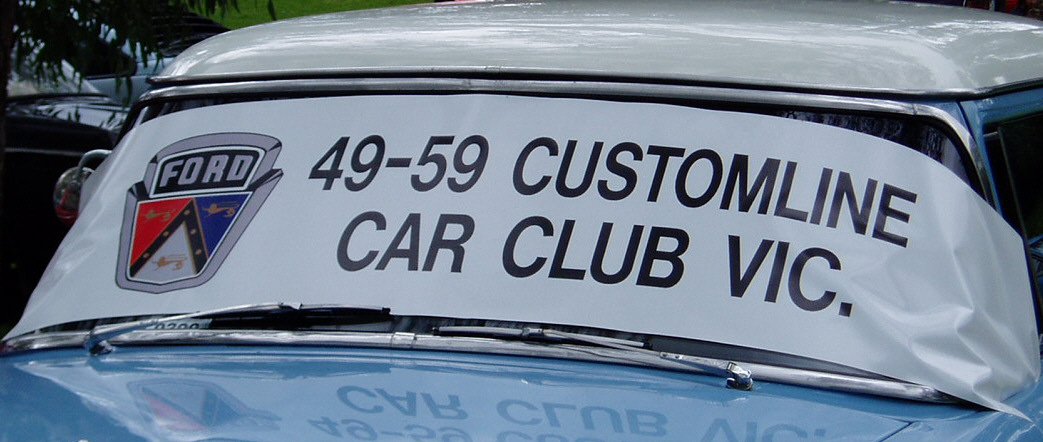 FORD
49-59 CUSTOMLINE
CAR CLUB VIC.